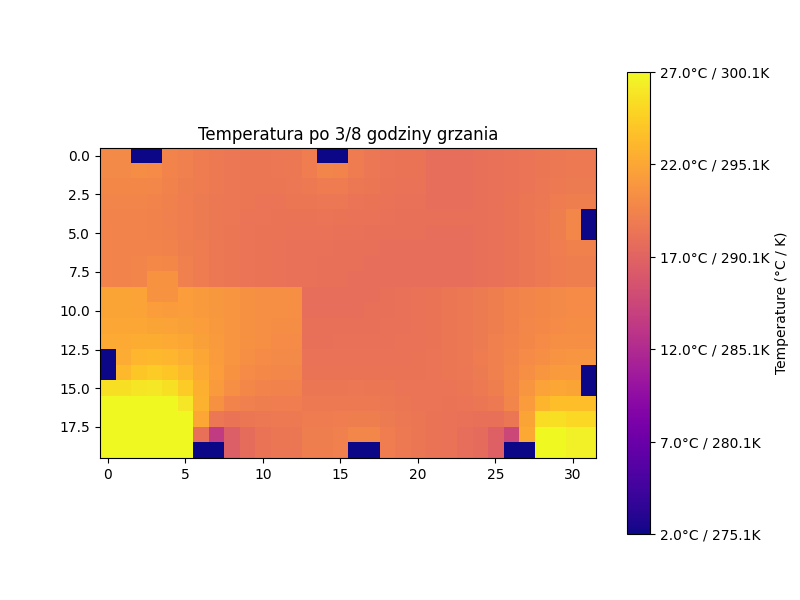 Temperatura po 3/8 godziny grzania
0.0
2.5
5.0
7.5
10.0
12.5
15.0
17.5
0 5 10 15 20 25 30
27.0°C / 300.1K
22.0°C / 295.1K
17.0°C / 290.1K
12.0°C / 285.1K
7.0°C / 280.1K
2.0°C / 275.1K
Temperature (°C / K)